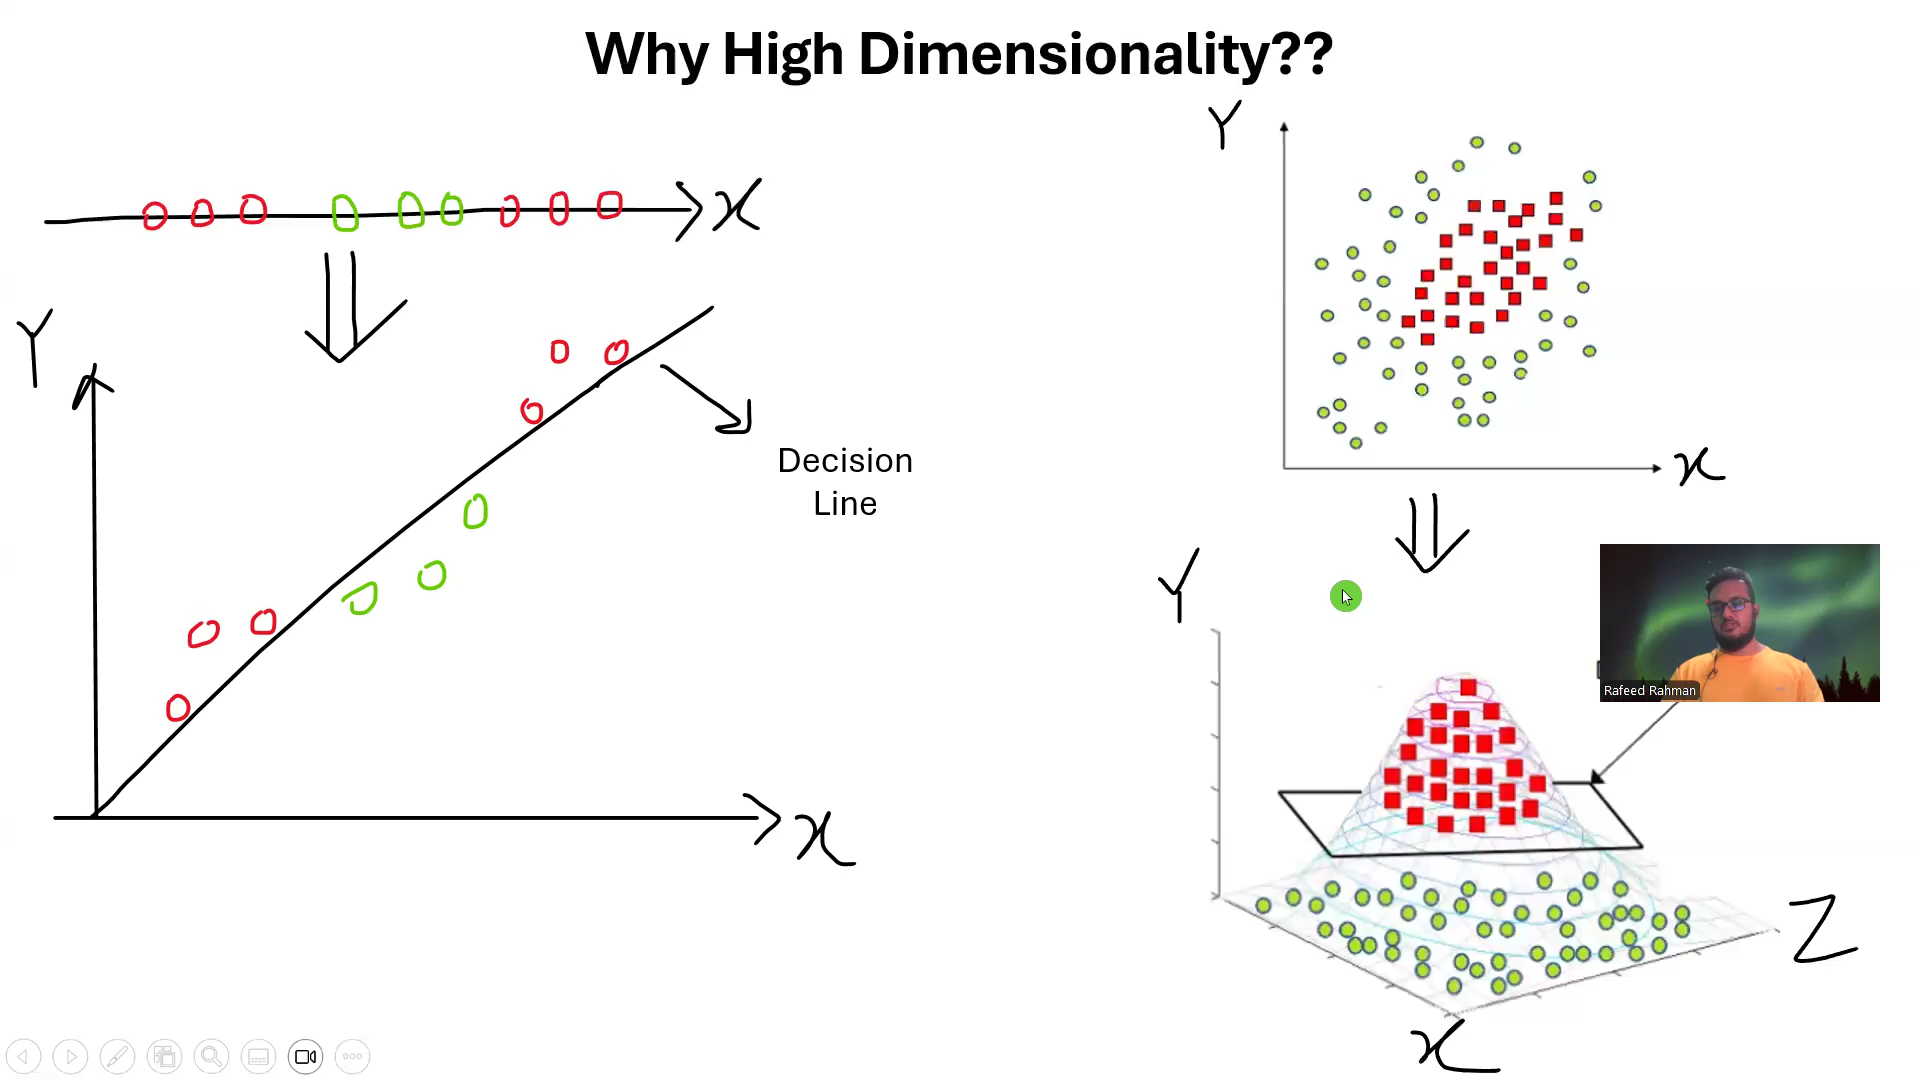 Why High Dimensionality??
x
Y
Decision
Line
x
Y
x
Y
Rafeed Rahman
Z
x